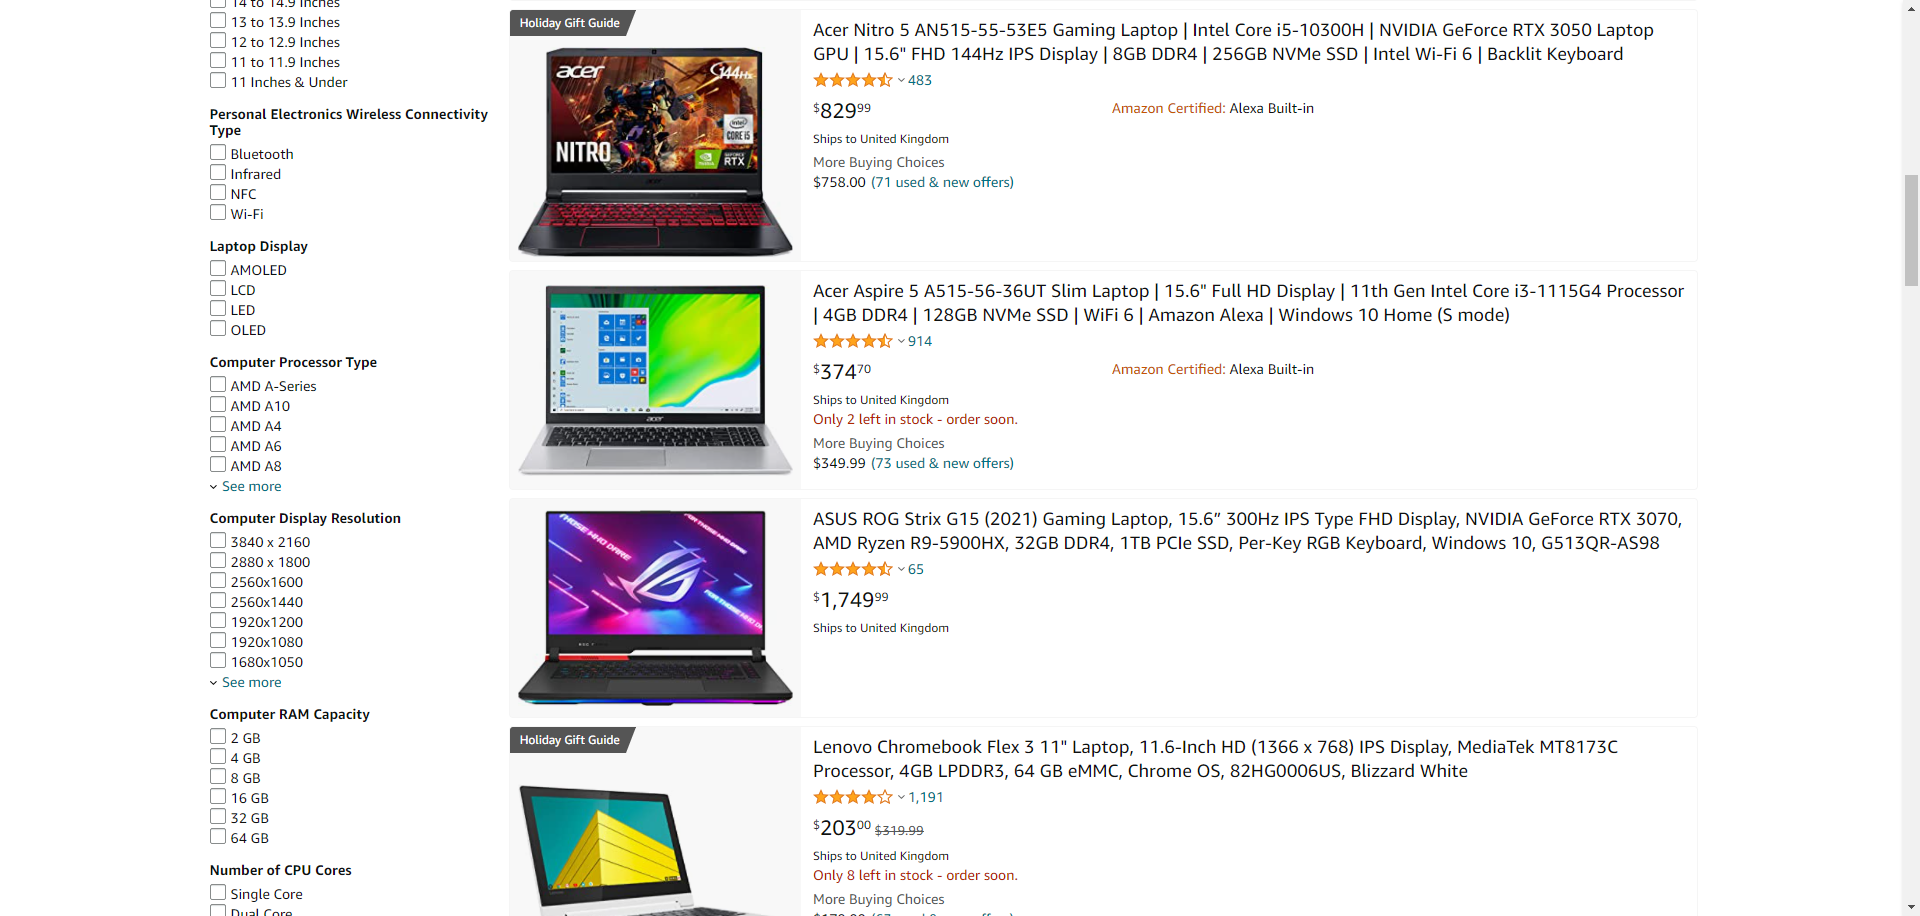 14 to 14.9 Inches
13 to 13.9 Inches
12 to 12.9 Inches
11 to 11.9 Inches
11 Inches & Under
Personal Electronics Wireless Connectivity
Type
Bluetooth
Infrared
NFC
Wi-Fi
Laptop Display
AMOLED
LCD
LED
OLED
Computer Processor Type
AMD A-Series
AMD A10
AMD A4
AMD A6
AMD A8
See more
Computer Display Resolution
3840 x 2160
2880 x 1800
2560x1600
2560x1440
1920x1200
1920x1080
1680x1050
See more
Computer RAM Capacity
2 GB
4 GB
8 GB
16 GB
32 GB
64 GB
Number of CPU Cores
Single Core
Dual Core
Holiday Gift Guide
acer
144Hz
intel
CORE i5
NITRO
GEFORCE
RTX
Acer Nitro 5 AN515-55-53E5 Gaming Laptop | Intel Core i5-10300H | NVIDIA GeForce RTX 3050 Laptop
GPU | 15.6" FHD 144Hz IPS Display | 8GB DDR4 | 256GB NVMe SSD | Intel Wi-Fi 6 | Backlit Keyboard
483
$829 99
Amazon Certified: Alexa Built-in
Ships to United Kingdom
More Buying Choices
$758.00 (71 used & new offers)
acer
Acer Aspire 5 A515-56-36UT Slim Laptop | 15.6" Full HD Display | 11th Gen Intel Core i3-1115G4 Processor
| 4GB DDR4 | 128GB NVMe SSD | WiFi 6 | Amazon Alexa | Windows 10 Home (S mode)
914
$374 70
Amazon Certified: Alexa Built-in
Ships to United Kingdom
Only 2 left in stock - order soon.
More Buying Choices
$349.99 (73 used & new offers)
THOSE WHO DARE
FOR THOSE WHO DARE
ASUS ROG Strix G15 (2021) Gaming Laptop, 15.6” 300Hz IPS Type FHD Display, NVIDIA GeForce RTX 3070,
AMD Ryzen R9-5900HX, 32GB DDR4, 1TB PCIe SSD, Per-Key RGB Keyboard, Windows 10, G513QR-AS98
65
$1,749 99
Ships to United Kingdom
Holiday Gift Guide
Lenovo Chromebook Flex 3 11" Laptop, 11.6-Inch HD (1366 x 768) IPS Display, MediaTek MT8173C
Processor, 4GB LPDDR3, 64 GB eMMC, Chrome OS, 82HG0006US, Blizzard White
1,191
$203 00 $319.99
Ships to United Kingdom
Only 8 left in stock - order soon.
More Buying Choices